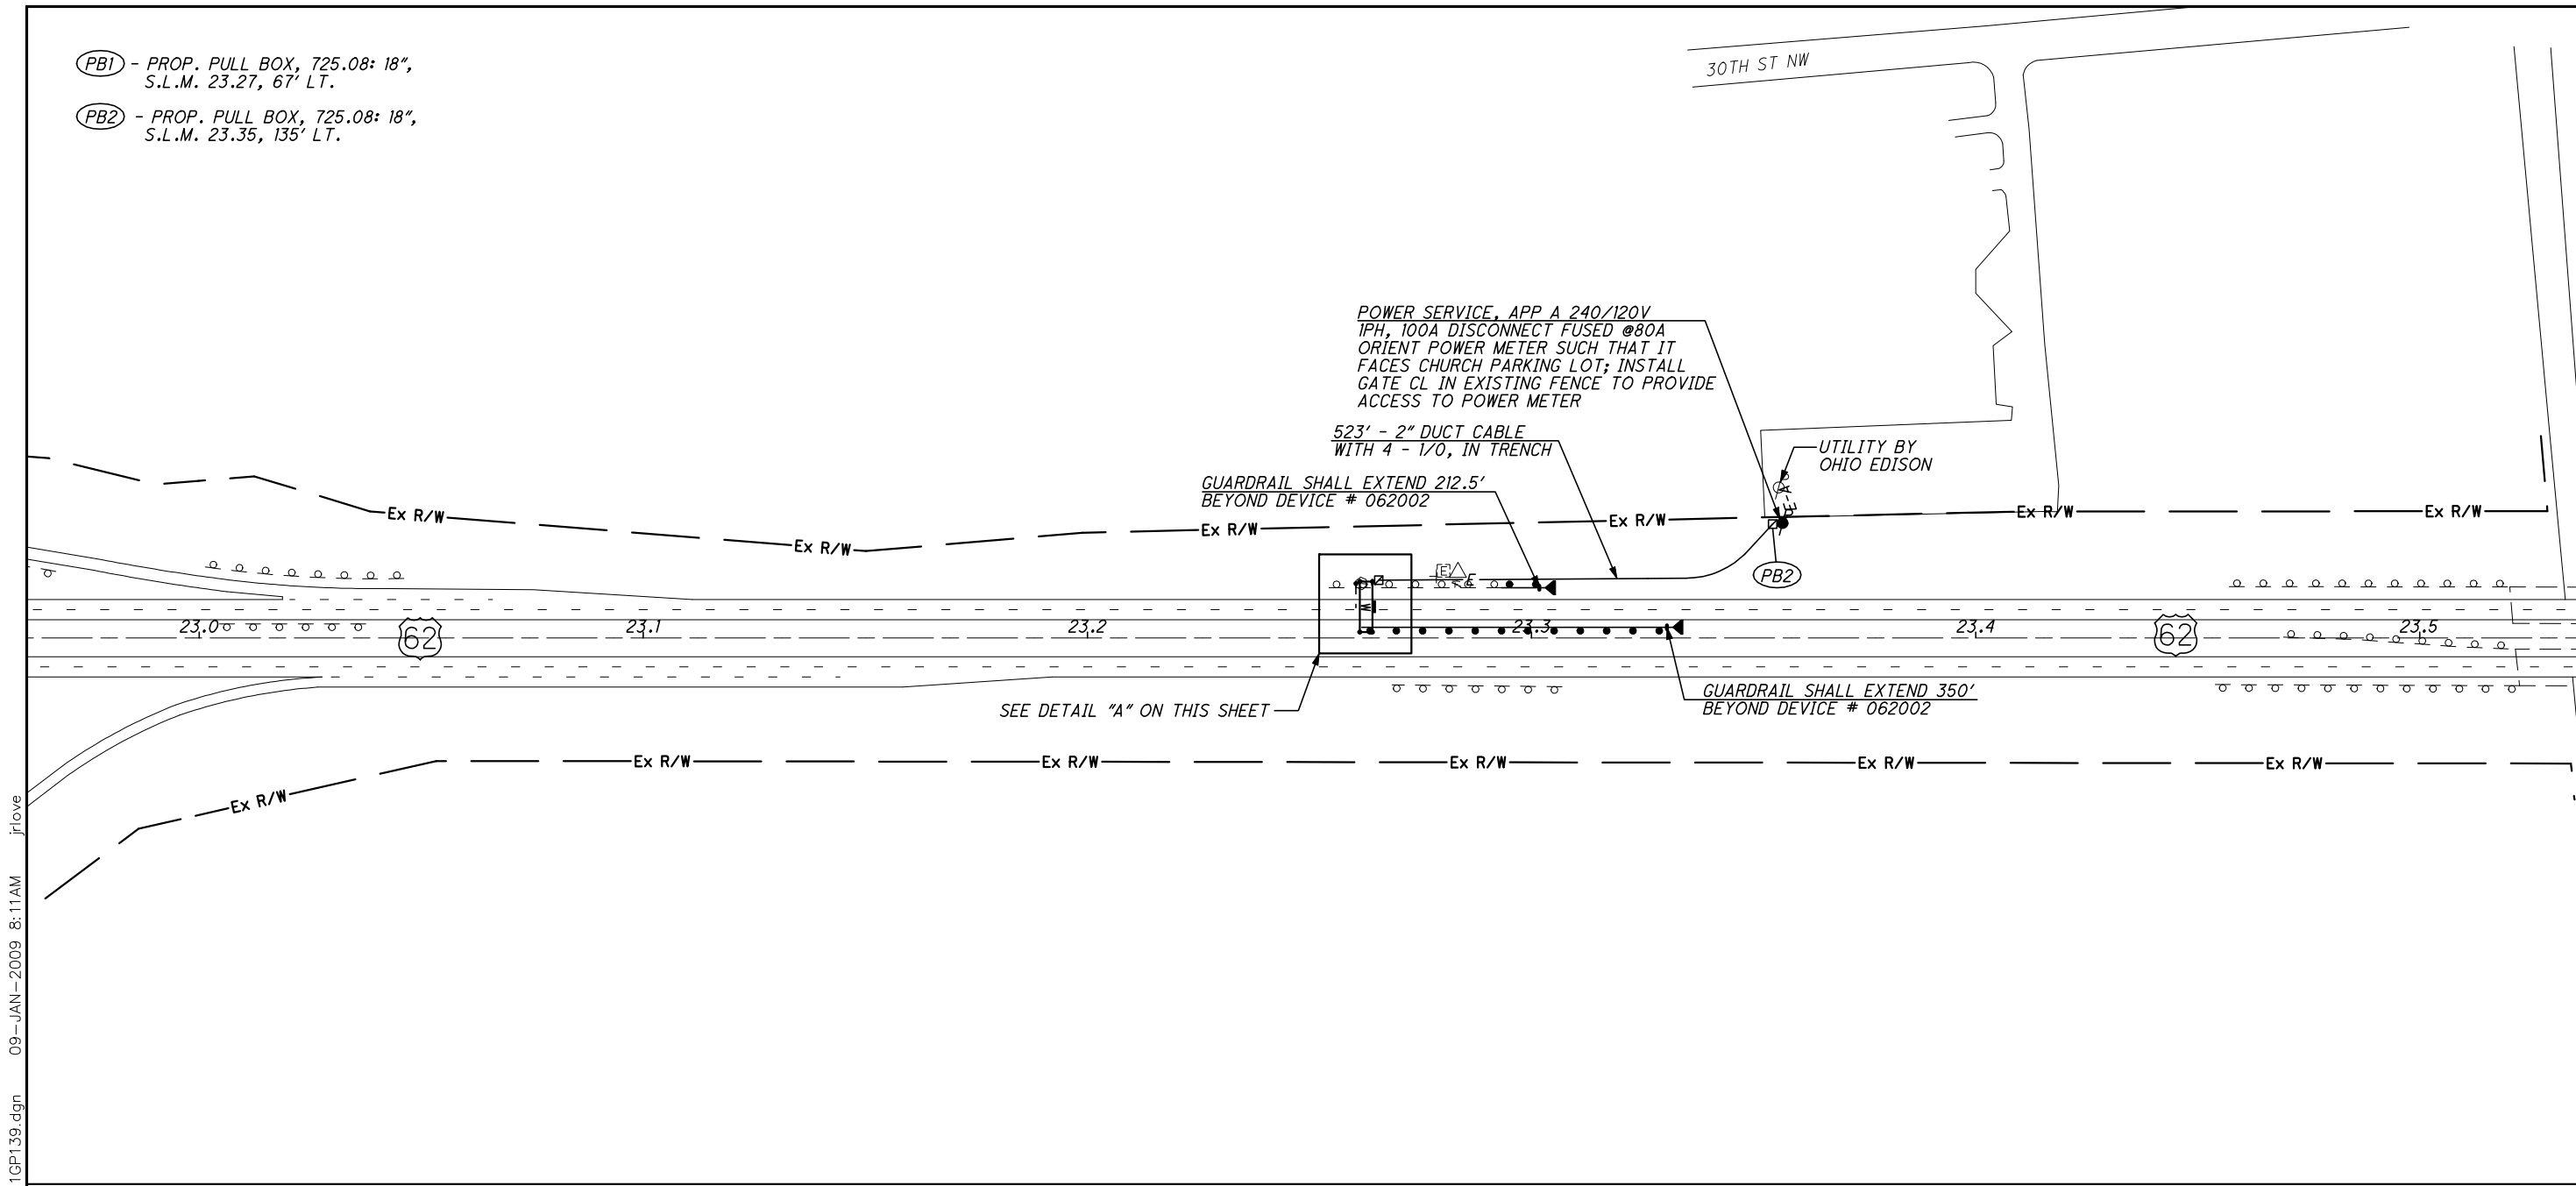 PB1 - PROP. PULL BOX, 725.08: 18",
S.L.M. 23.27, 67' LT.
PB2 - PROP. PULL BOX, 725.08: 18",
S.L.M. 23.35, 135' LT.
30TH ST NW
POWER SERVICE, APP A 240/120V
1PH, 100A DISCONNECT FUSED @80A
ORIENT POWER METER SUCH THAT IT
FACES CHURCH PARKING LOT; INSTALL
GATE CL IN EXISTING FENCE TO PROVIDE
ACCESS TO POWER METER
523' - 2" DUCT CABLE
WITH 4 - 1/0, IN TRENCH
UTILITY BY
OHIO EDISON
GUARDRAIL SHALL EXTEND 212.5'
BEYOND DEVICE # 062002
Ex R/W
Ex R/W
Ex R/W
Ex R/W
Ex R/W
Ex R/W
PB2
E
E
23.0
23.1
23.2
23.3
23.4
23.5
62
62
SEE DETAIL "A" ON THIS SHEET
GUARDRAIL SHALL EXTEND 350'
BEYOND DEVICE # 062002
Ex R/W
Ex R/W
Ex R/W
Ex R/W
Ex R/W
Ex R/W
1GP139.dgn 09-JAN-2009 8:11AM jrlove